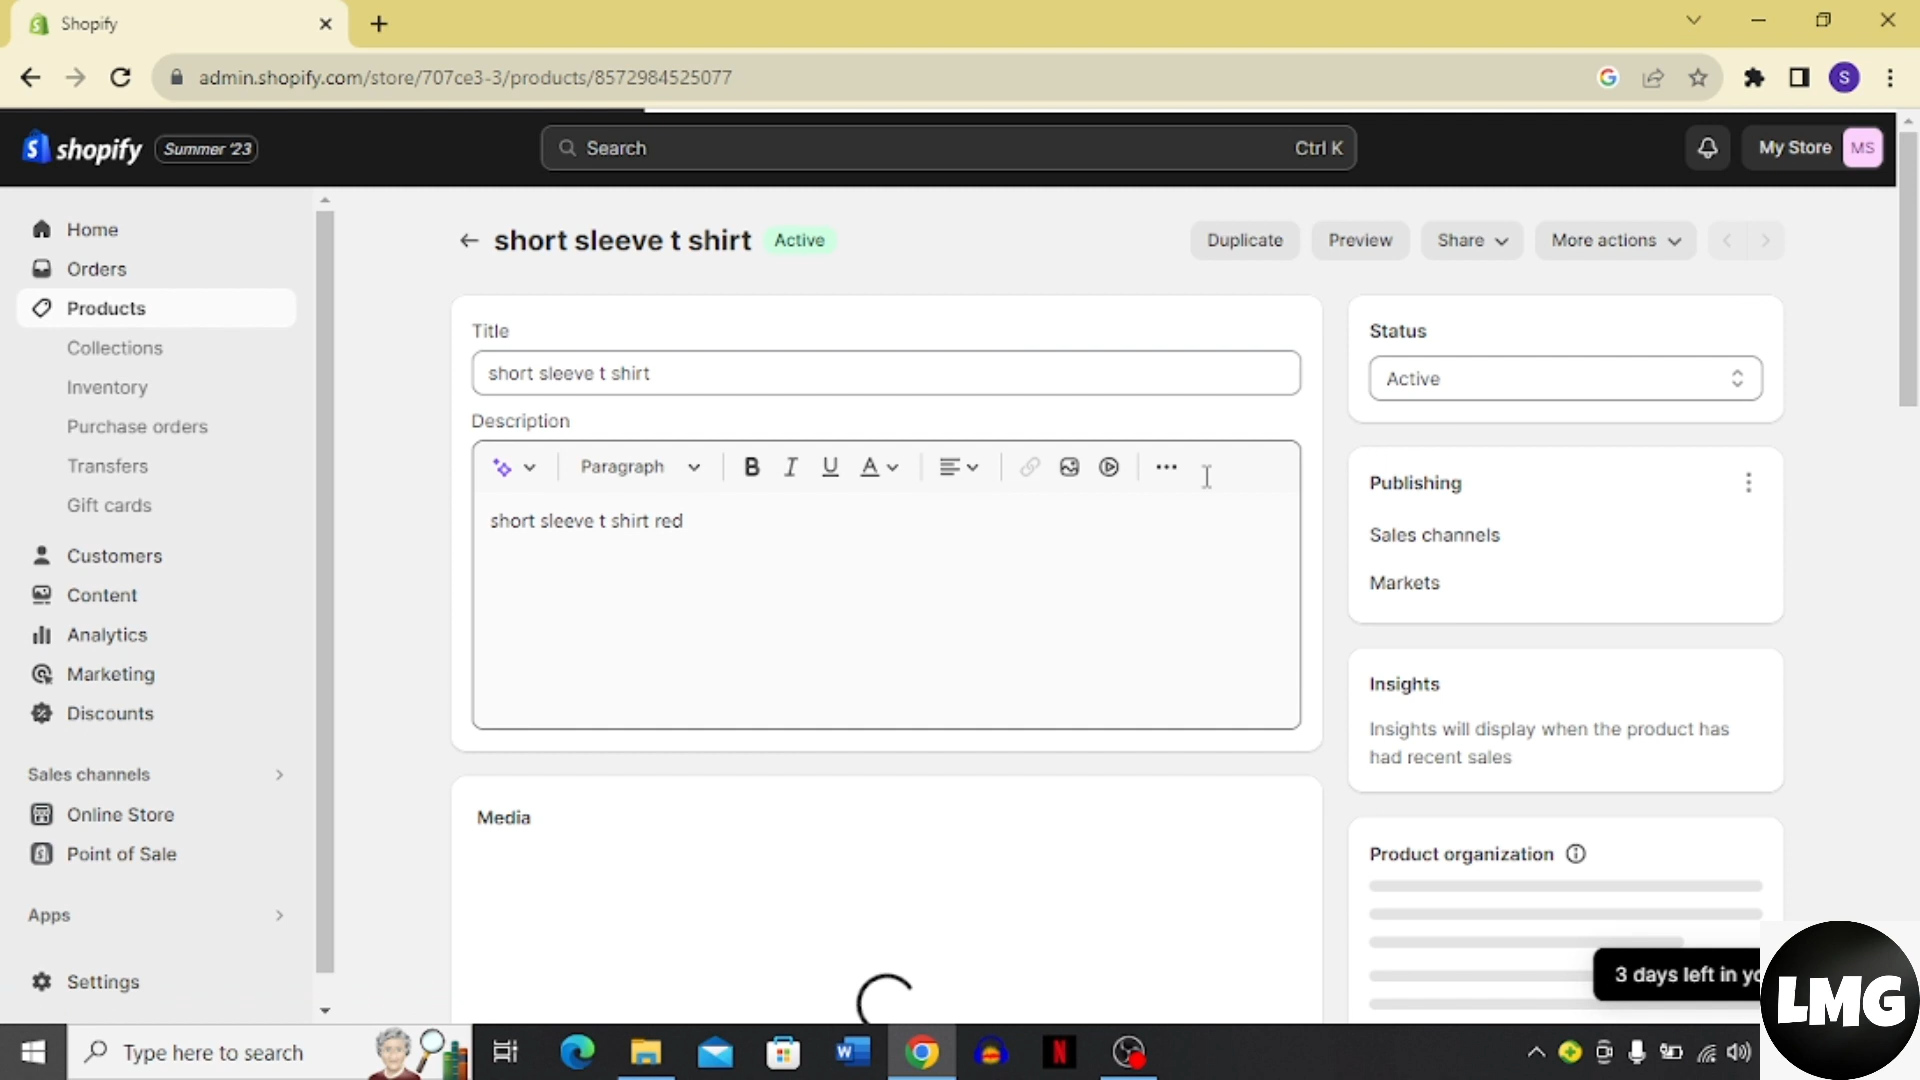 Shopify
admin.shopify.com/store/707ce3-3/products/8572984525077
S
shopify
Summer '23
Search
Ctrl K
My Store
MS
Home
Orders
Products
Collections
Inventory
Purchase orders
Transfers
Gift cards
Customers
Content
Analytics
Marketing
Discounts
Sales channels
Online Store
Point of Sale
Apps
Settings
short sleeve t shirt
Active
Duplicate
Preview
Share
More actions
Title
short sleeve t shirt
Description
Paragraph
B I U A
short sleeve t shirt red
Media
Status
Active
Publishing
Sales channels
Markets
Insights
Insights will display when the product has
had recent sales
Product organization
3 days left in yo
LMG
Type here to search